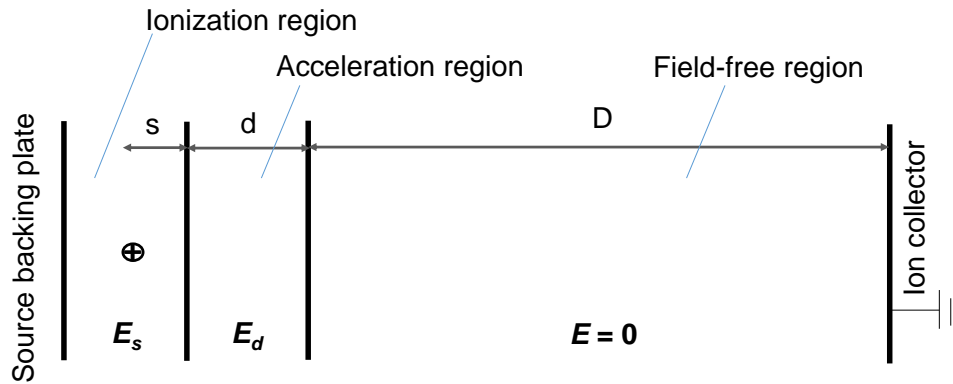 Ionization region
Acceleration region
Field-free region
s
d
D
Source backing plate
Ion collector
E_s
E_d
E = 0